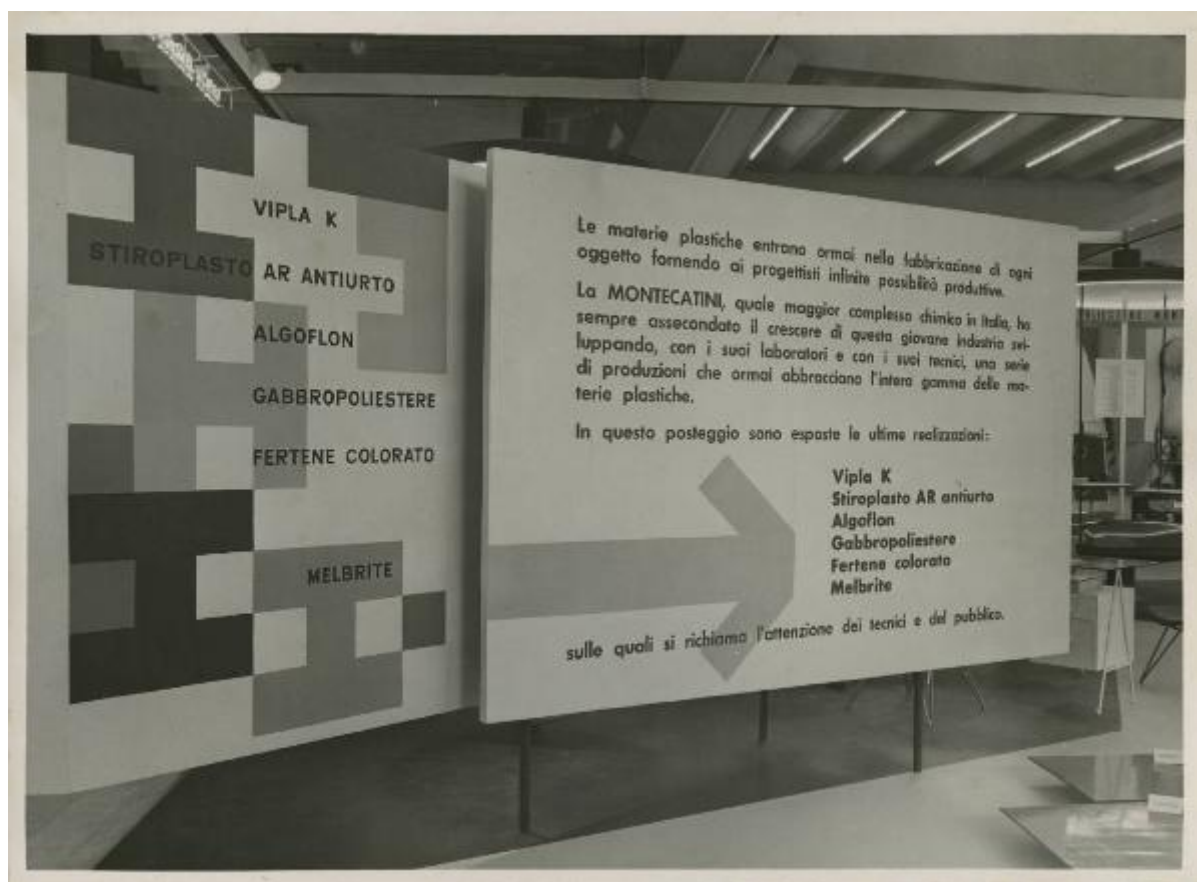 VIPLA K
STIROPLASTO AR ANTIURTO
ALGOFLON
GABBROPOLIESTERE
FERTENE COLORATO
MELBRITE
Le materie plastiche entrano ormai nella fabbricazione di ogni
oggetto fornendo ai progettisti infinite possibilità produttive.
La MONTECATINI, quale maggior complesso chimico in Italia, ha
sempre assecondato il crescere di questa giovane industria svi-
luppando, con i suoi laboratori e con i suoi tecnici, una serie
di produzioni che ormai abbracciano l'intera gamma delle ma-
terie plastiche.
In questo posteggio sono esposte le ultime realizzazioni:
Vipla K
Stiroplasto AR antiurto
Algoflon
Gabbropoliestere
Fertene colorato
Melbrite
sulle quali si richiama l'attenzione dei tecnici e del pubblico.